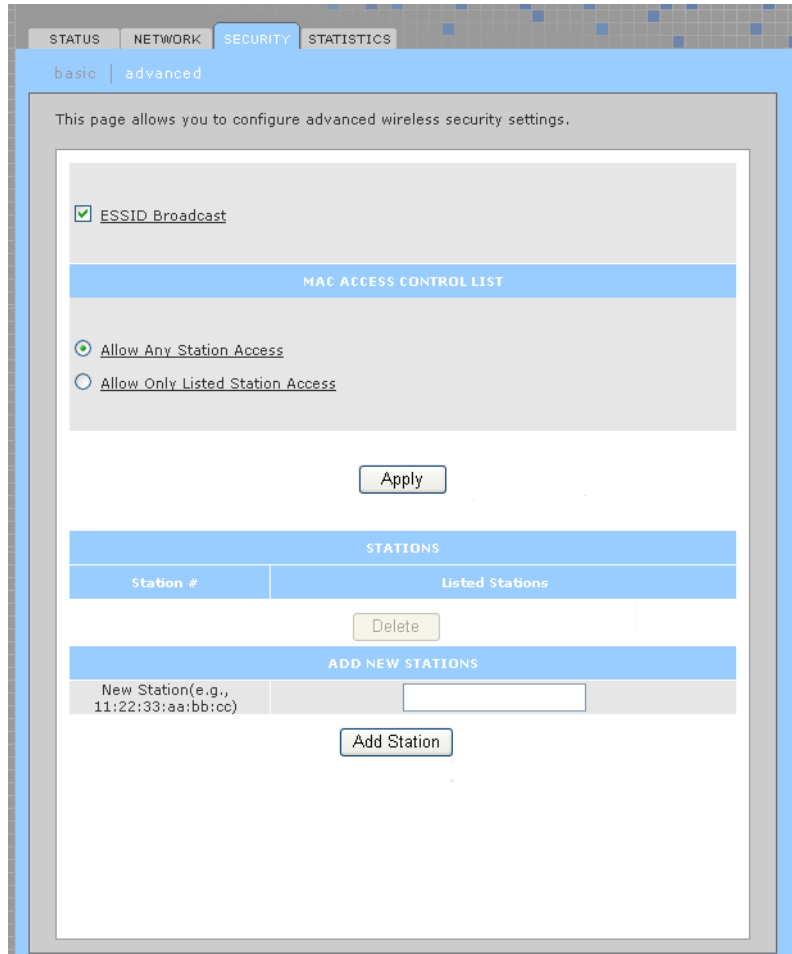 STATUS NETWORK SECURITY STATISTICS
basic | advanced
This page allows you to configure advanced wireless security settings.
ESSID Broadcast
MAC ACCESS CONTROL LIST
Allow Any Station Access
Allow Only Listed Station Access
Apply
STATIONS
Station # Listed Stations
Delete
ADD NEW STATIONS
New Station(e.g.,
11:22:33:aa:bb:cc)
Add Station